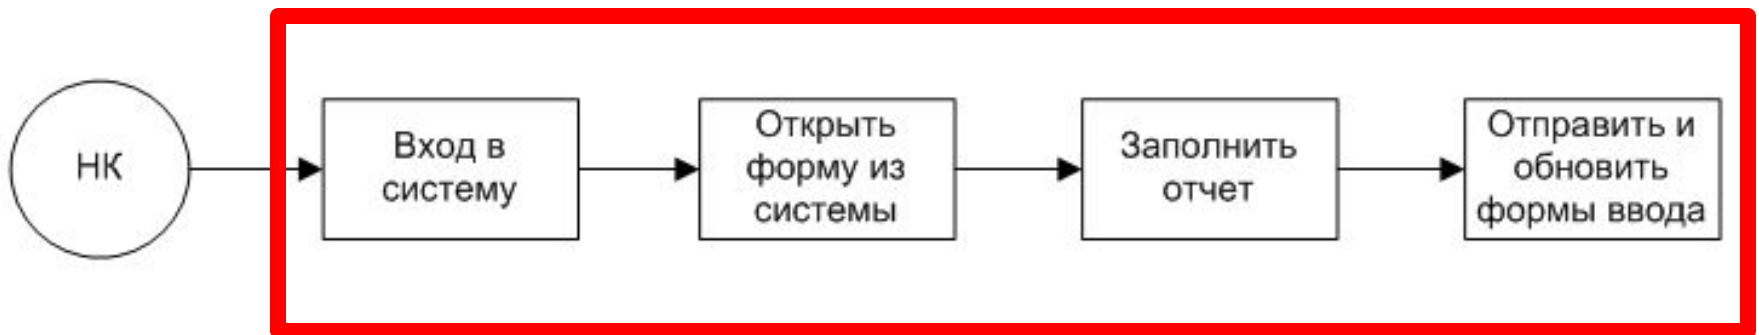 НК
Вход в
систему
Открыть
форму из
системы
Заполнить
отчет
Отправить и
обновить
формы ввода